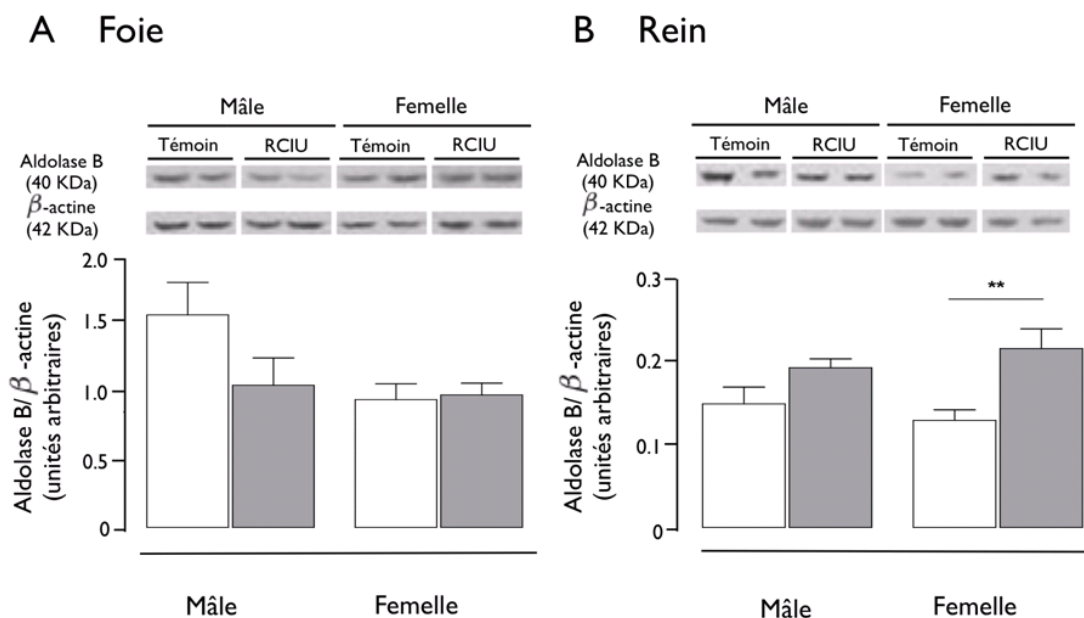 A Foie
Mâle Femelle
Témoin RCIU Témoin RCIU
Aldolase B
(40 KDa)
β-actine
(42 KDa)
Aldolase B/β-actine
(unités arbitraires)
2.0
1.5
1.0
0.5
0
Mâle Femelle
B Rein
Mâle Femelle
Témoin RCIU Témoin RCIU
Aldolase B
(40 KDa)
β-actine
(42 KDa)
Aldolase B/β-actine
(unités arbitraires)
0.3
0.2
0.1
0
**
Mâle Femelle